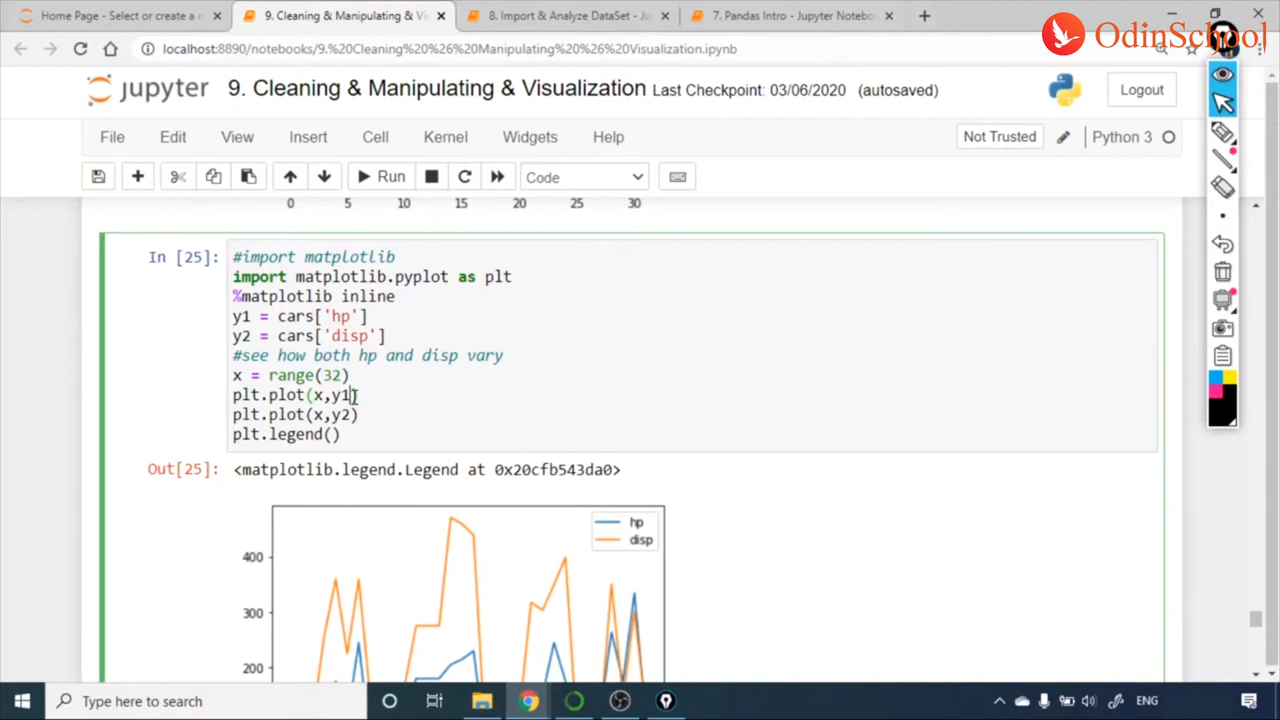 Home Page - Select or create a n
9. Cleaning & Manipulating & Vi
8. Import & Analyze DataSet - Ju
7. Pandas Intro - Jupyter Notebo
OdinSchool
localhost:8890/notebooks/9.%20Cleaning%20%26%20Manipulating%20%26%20Visualization.ipynb
jupyter
9. Cleaning & Manipulating & Visualization Last Checkpoint: 03/06/2020 (autosaved)
Logout
File Edit View Insert Cell Kernel Widgets Help
Not Trusted
Python 3
Run
Code
0 5 10 15 20 25 30
In [25]:
#import matplotlib
import matplotlib.pyplot as plt
%matplotlib inline
y1 = cars['hp']
y2 = cars['disp']
#see how both hp and disp vary
x = range(32)
plt.plot(x,y1)
plt.plot(x,y2)
plt.legend()
Out[25]: <matplotlib.legend.Legend at 0x20cfb543da0>
hp
disp
400
300
200
Type here to search
ENG